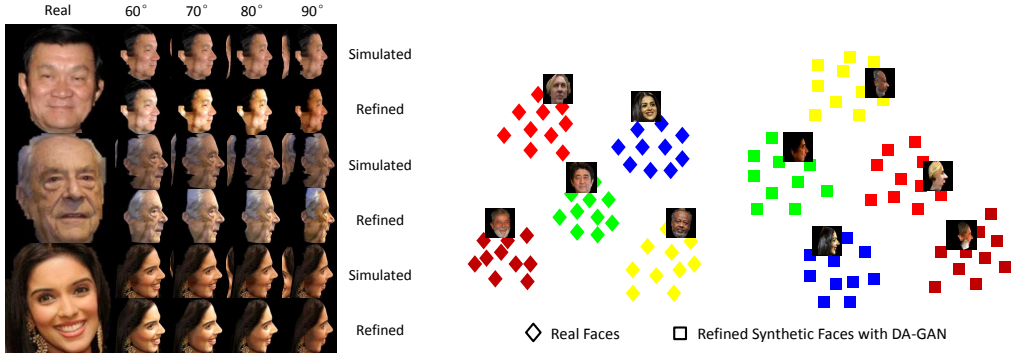 Real 60° 70° 80° 90°
Simulated
Refined
Simulated
Refined
Simulated
Refined
Real Faces
Refined Synthetic Faces with DA-GAN